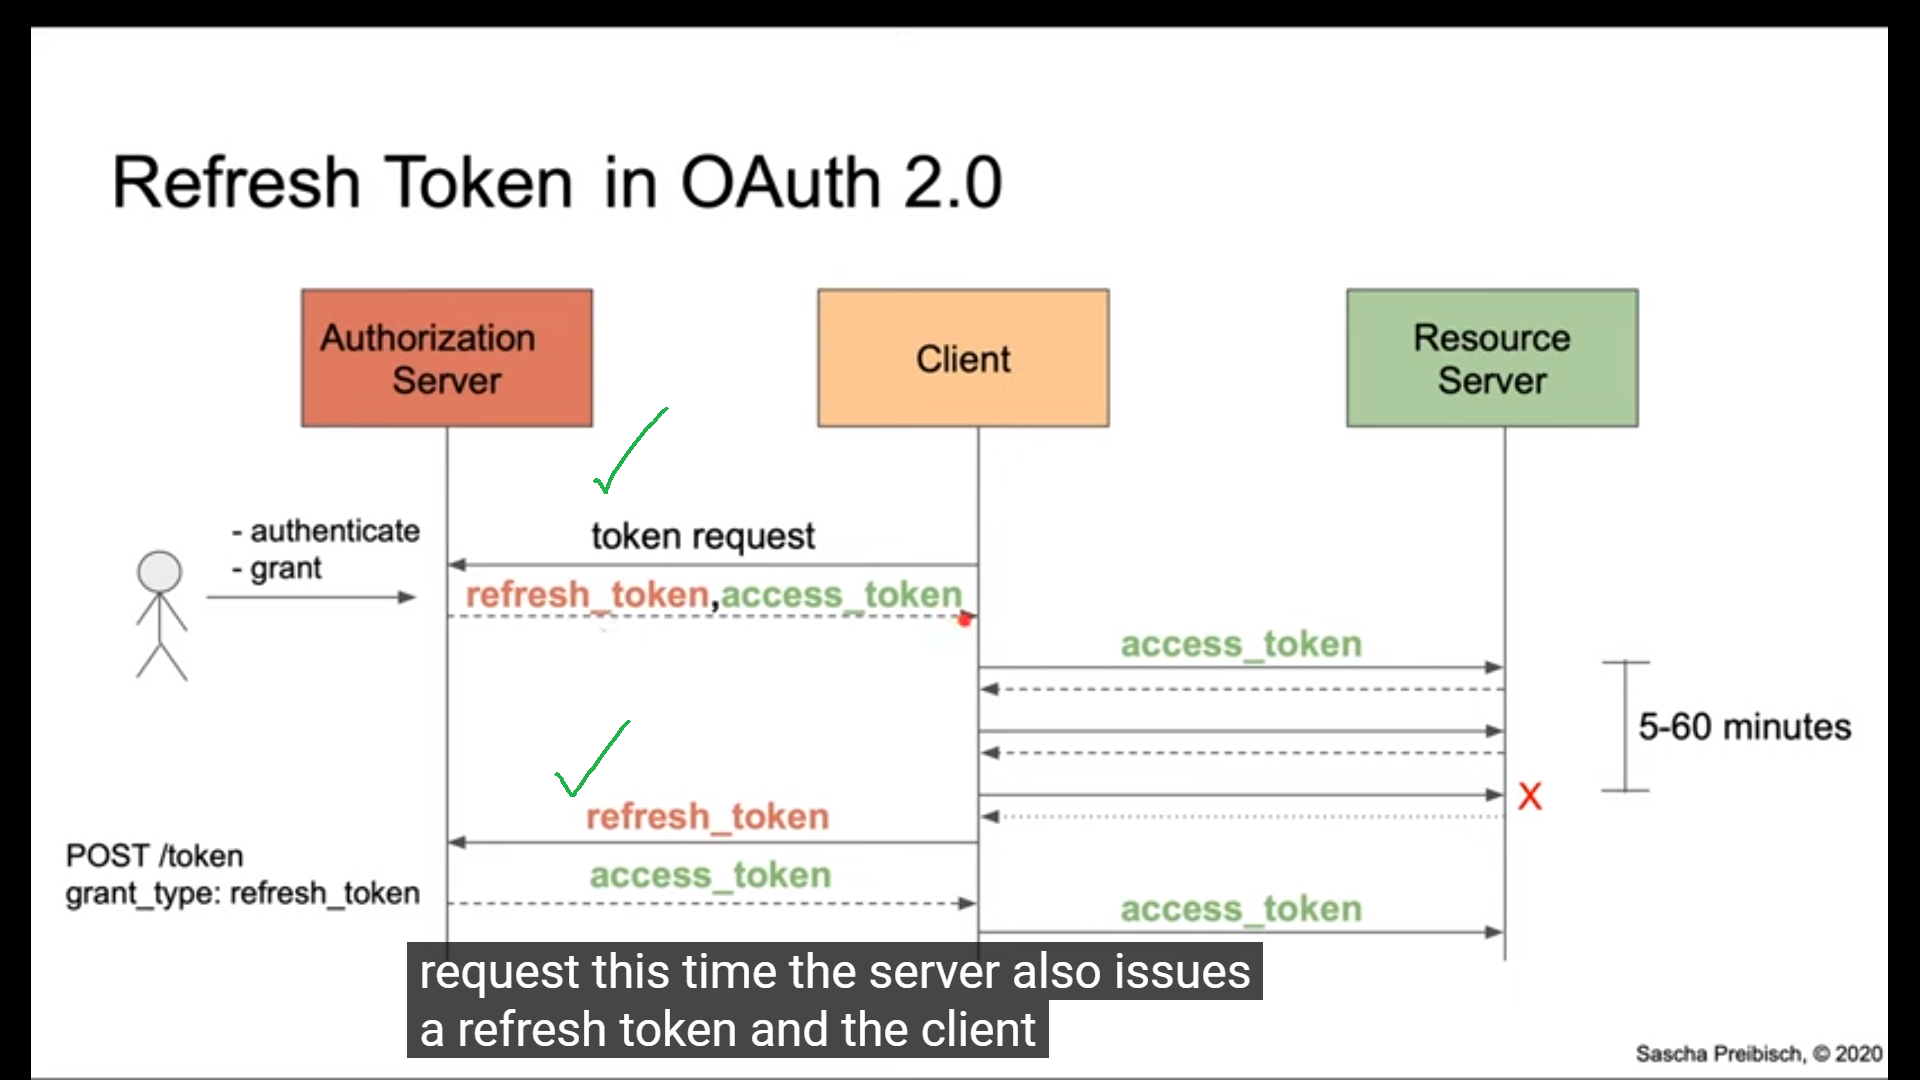 Refresh Token in OAuth 2.0
Authorization
Server
Client
Resource
Server
- authenticate
- grant
token request
refresh_token,access_token
access_token
5-60 minutes
X
refresh_token
POST /token
grant_type: refresh_token
access_token
access_token
request this time the server also issues
a refresh token and the client
Sascha Preibisch, © 2020